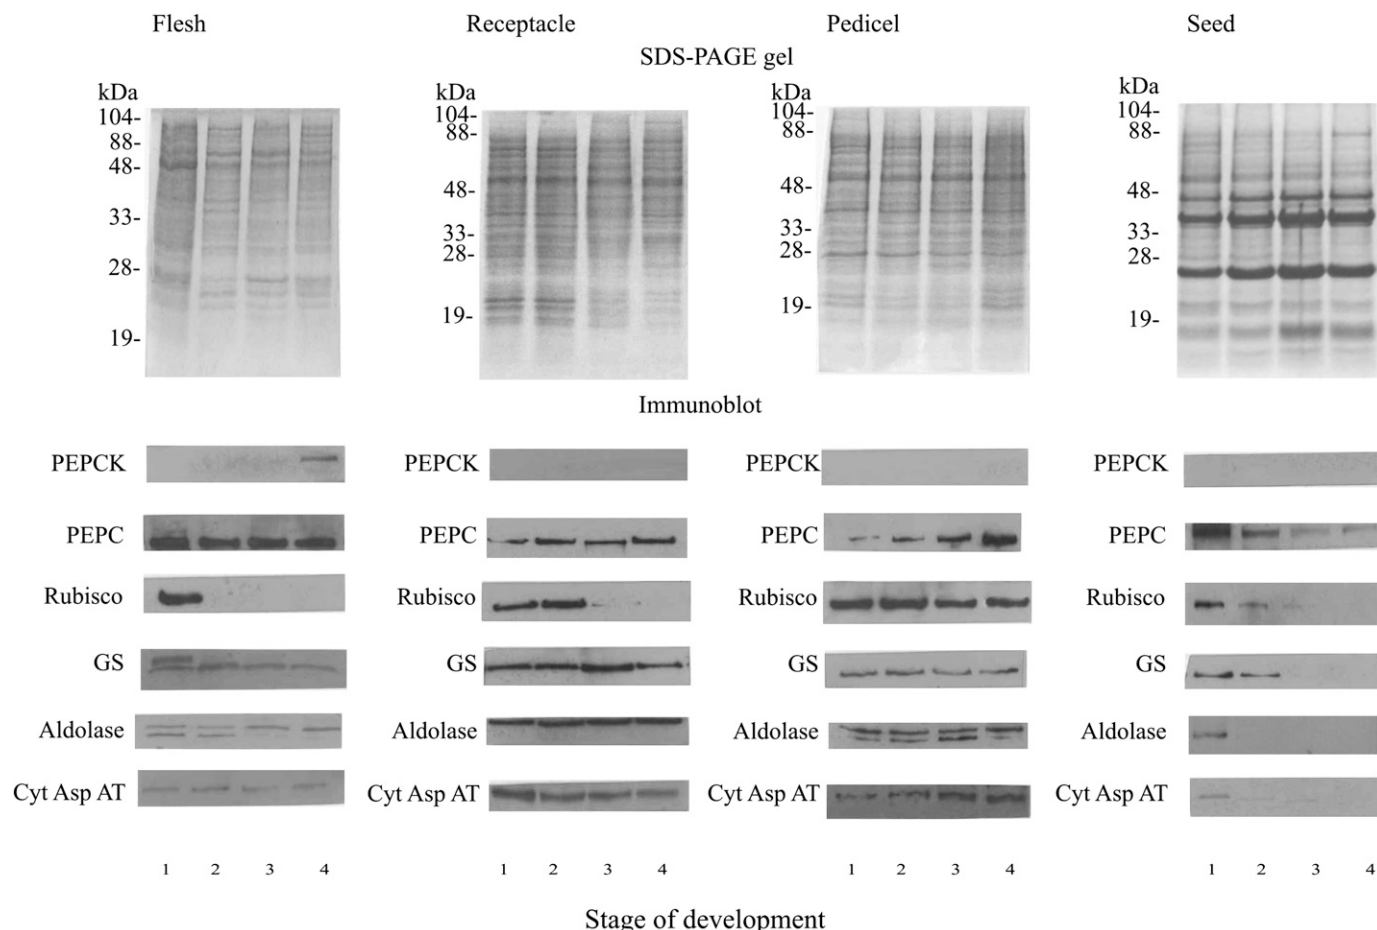 Flesh Receptacle Pedicel Seed
SDS-PAGE gel
kDa kDa kDa kDa
104- 104- 104- 104-
88- 88- 88- 88-
48- 48- 48- 48-
33- 33- 33- 33-
28- 28- 28- 28-
19- 19- 19- 19-
Immunoblot
PEPCK PEPCK PEPCK PEPCK
PEPC PEPC PEPC PEPC
Rubisco Rubisco Rubisco Rubisco
GS GS GS GS
Aldolase Aldolase Aldolase Aldolase
Cyt Asp AT Cyt Asp AT Cyt Asp AT Cyt Asp AT
1 2 3 4 1 2 3 4 1 2 3 4 1 2 3 4
Stage of development